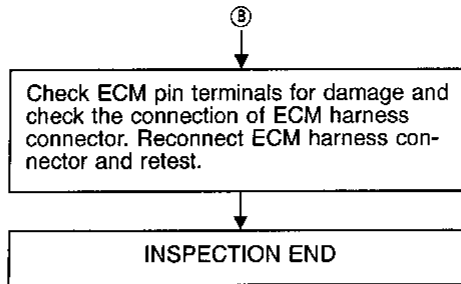 B
Check ECM pin terminals for damage and
check the connection of ECM harness
connector. Reconnect ECM harness con-
nector and retest.
INSPECTION END